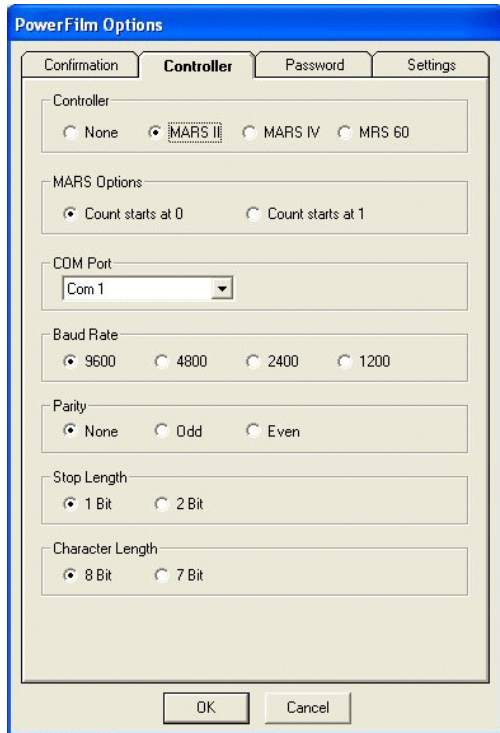 PowerFilm Options
Confirmation Controller Password Settings
Controller
None MARS II MARS IV MRS 60
MARS Options
Count starts at 0 Count starts at 1
COM Port
Com 1
Baud Rate
9600 4800 2400 1200
Parity
None Odd Even
Stop Length
1 Bit 2 Bit
Character Length
8 Bit 7 Bit
OK Cancel